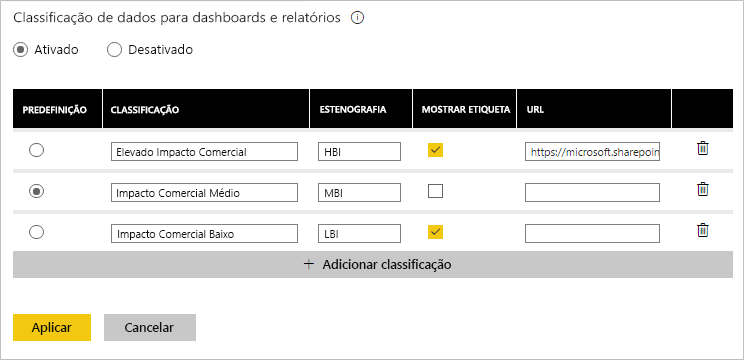 Classificação de dados para dashboards e relatórios
Ativado Desativado
PREDEFINIÇÃO CLASSIFICAÇÃO ESTENOGRAFIA MOSTRAR ETIQUETA URL
Elevado Impacto Comercial HBI https://microsoft.sharepoin
Impacto Comercial Médio MBI
Impacto Comercial Baixo LBI
+ Adicionar classificação
Aplicar Cancelar